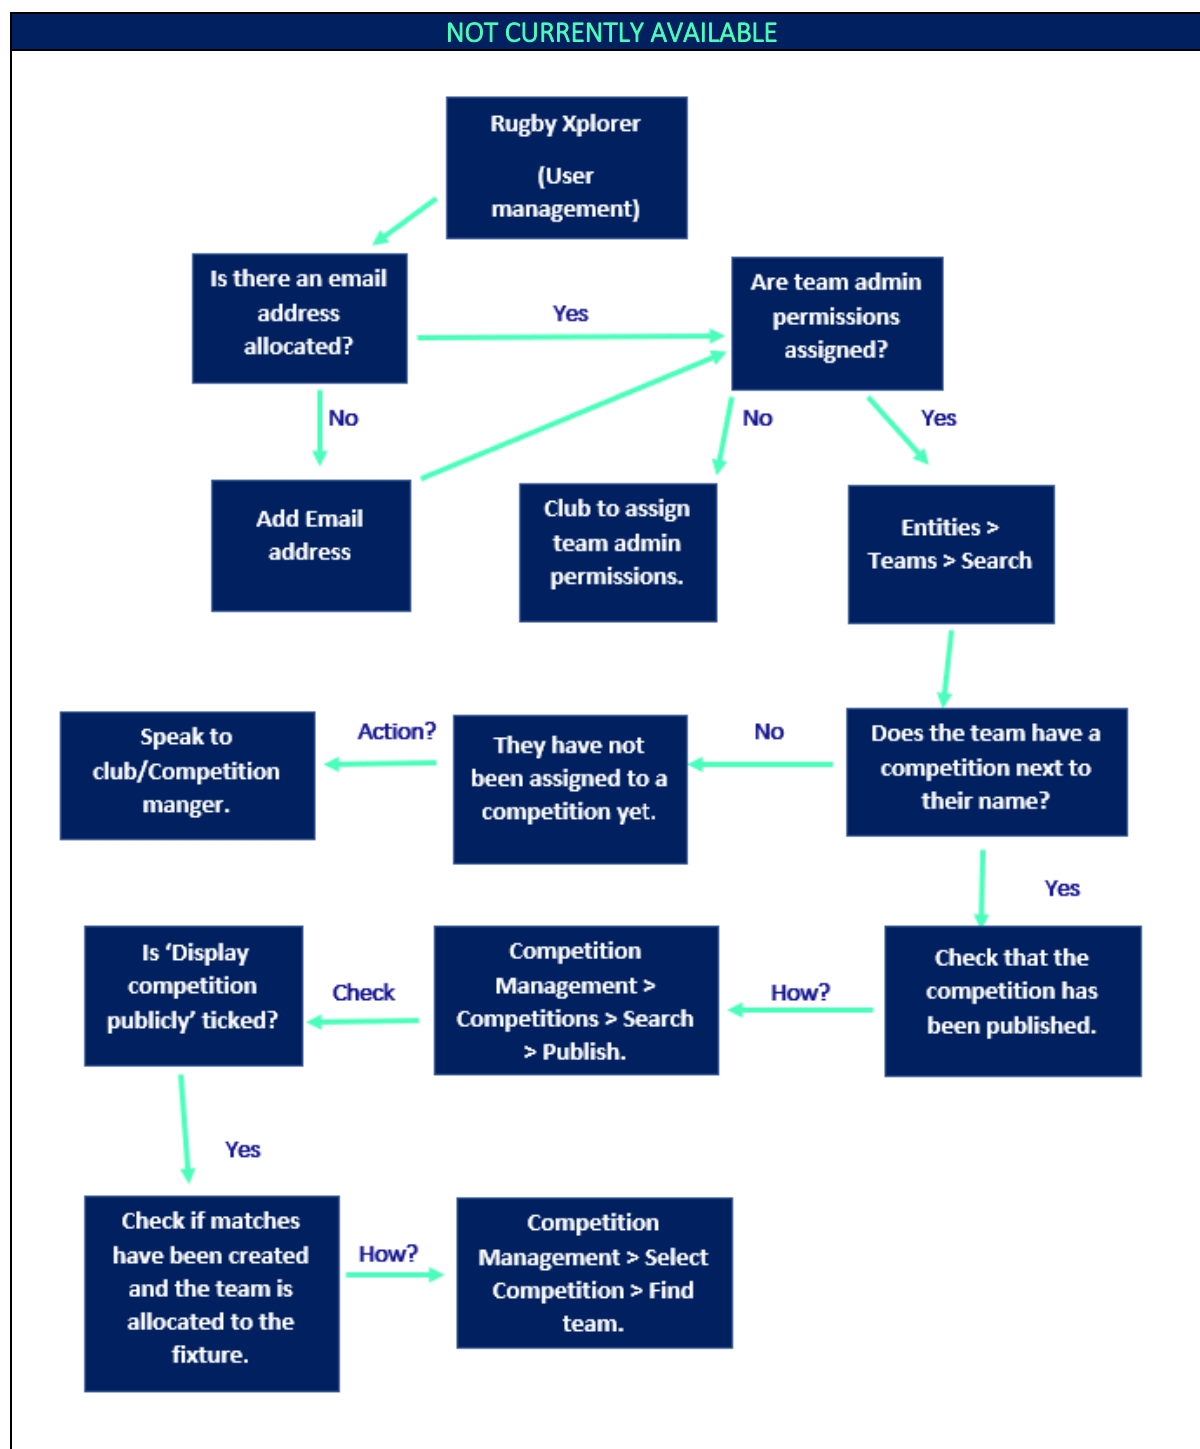 NOT CURRENTLY AVAILABLE
Rugby Xplorer
(User
management)
Is there an email
address
allocated?
Yes
Are team admin
permissions
assigned?
No
No
Yes
Add Email
address
Club to assign
team admin
permissions.
Entities >
Teams > Search
Speak to
club/Competition
manger.
Action?
They have not
been assigned to a
competition yet.
No
Does the team have a
competition next to
their name?
Yes
Is ‘Display
competition
publicly’ ticked?
Check
Competition
Management >
Competitions > Search
> Publish.
How?
Check that the
competition has
been published.
Yes
Check if matches
have been created
and the team is
allocated to the
fixture.
How?
Competition
Management > Select
Competition > Find
team.